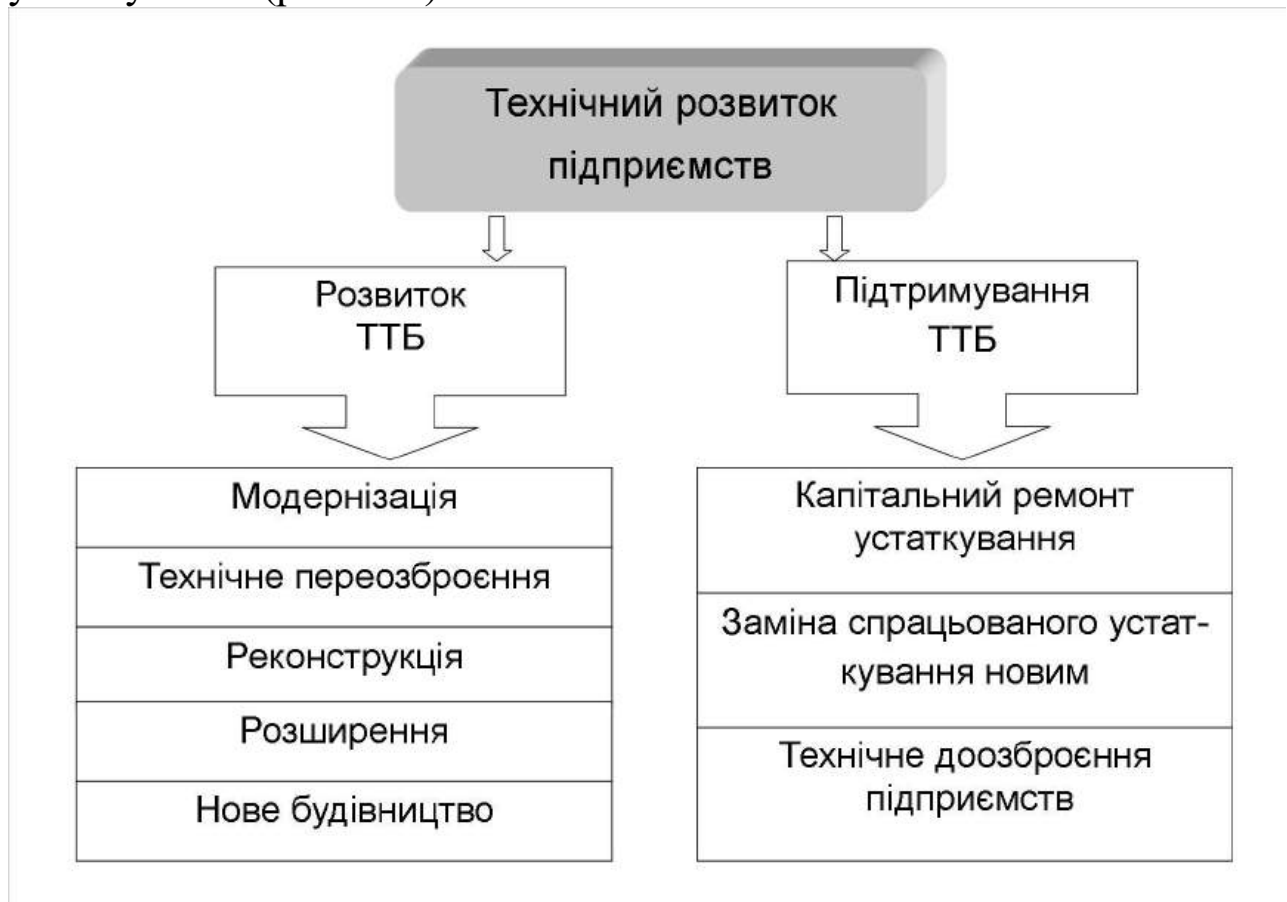 Технічний розвиток
підприємств
Розвиток
ТТБ
Підтримування
ТТБ
Модернізація
Технічне переозброєння
Реконструкція
Розширення
Нове будівництво
Капітальний ремонт
устаткування
Заміна спрацьованого устат-
кування новим
Технічне доозброєння
підприємств